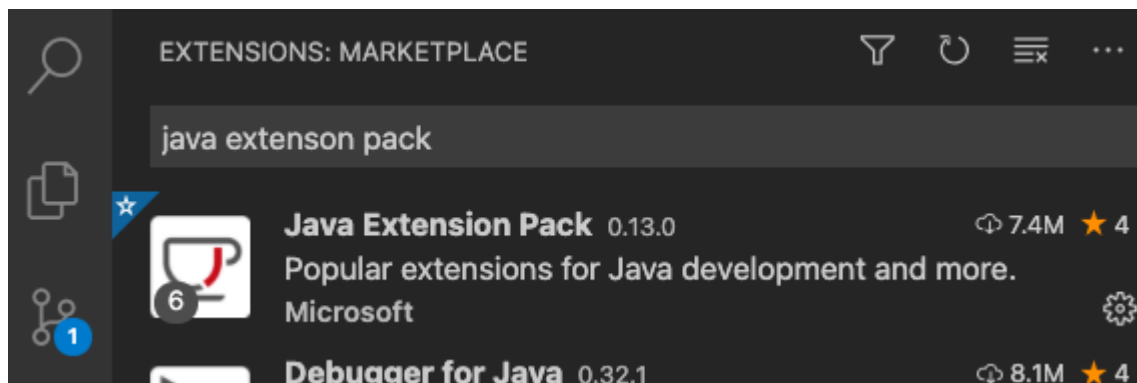 EXTENSIONS: MARKETPLACE
java extenson pack
Java Extension Pack 0.13.0 7.4M 4
Popular extensions for Java development and more.
6
Microsoft
1
Debugger for Java 0.32.1 8.1M 4